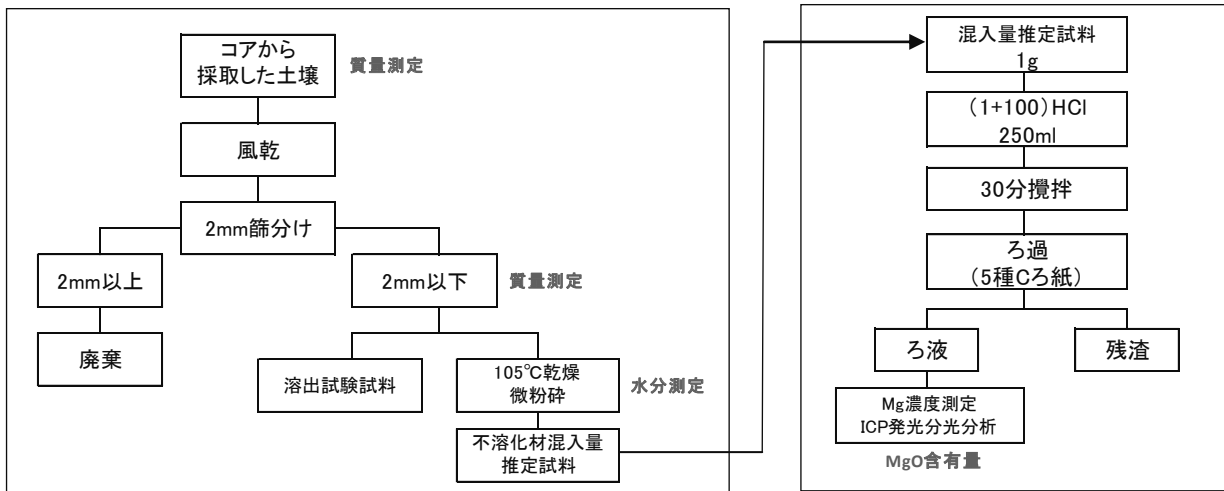 コアから
採取した土壌
質量測定
風乾
2mm篩分け
2mm以上
2mm以下
質量測定
廃棄
溶出試験試料
105℃乾燥
微粉砕
水分測定
不溶化材混入量
推定試料
混入量推定試料
1g
(1+100)HCl
250ml
30分攪拌
ろ過
(5種Cろ紙)
ろ液
残渣
Mg濃度測定
ICP発光分光分析
MgO含有量